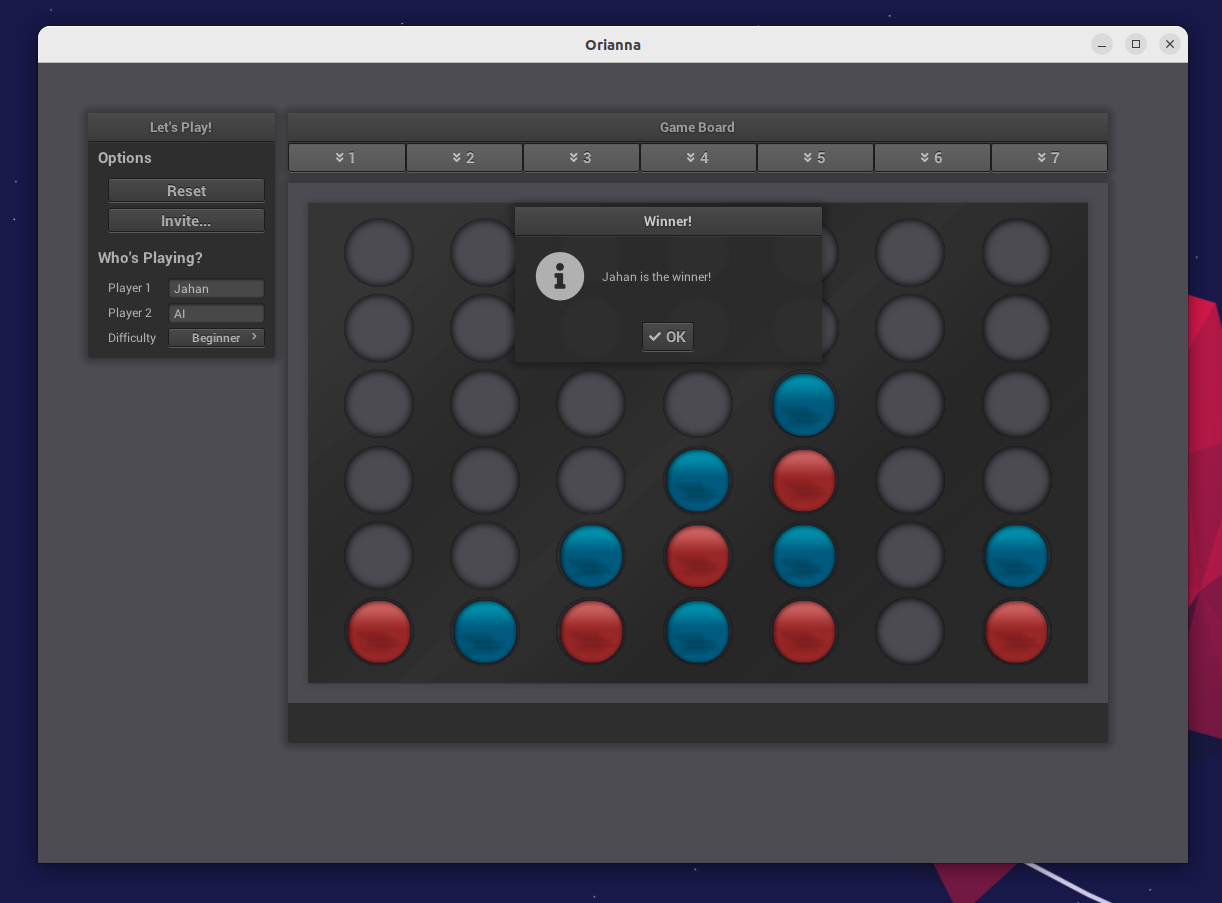 Orianna
Let's Play!
Game Board
Options
1 2 3 4 5 6 7
Reset
Invite...
Who's Playing?
Player 1 Jahan
Player 2 AI
Difficulty Beginner
Winner!
Jahan is the winner!
OK